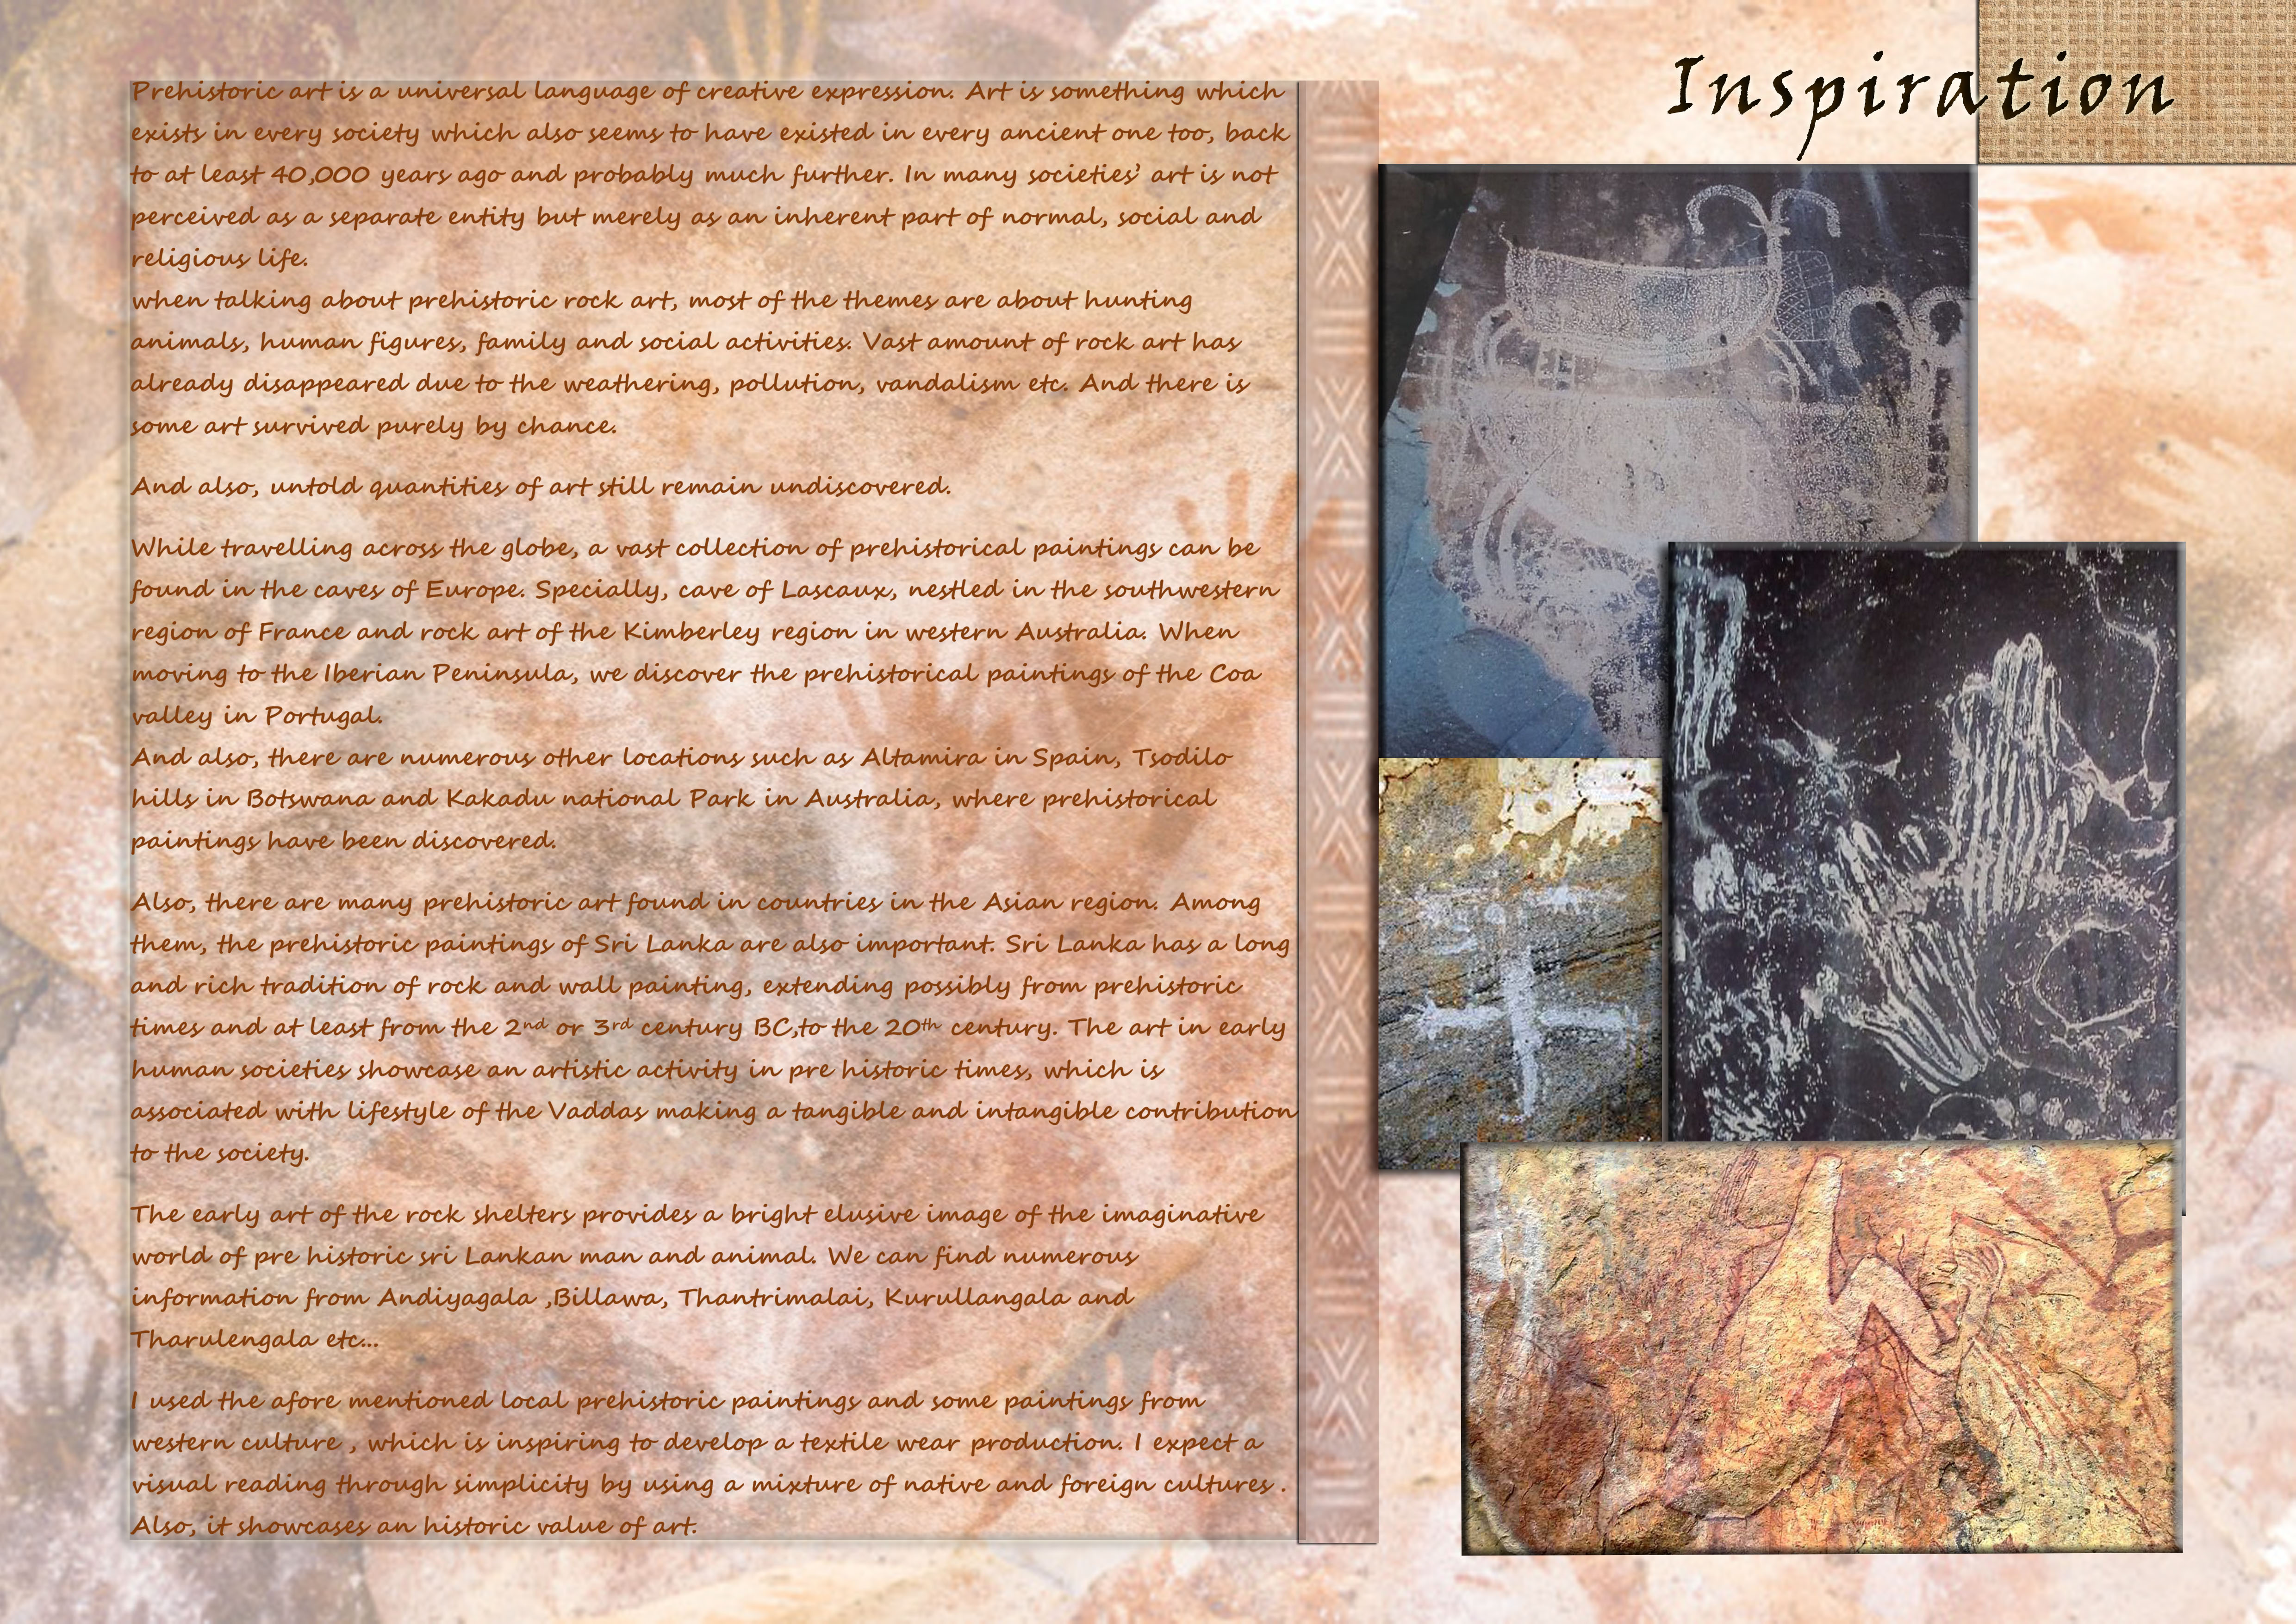 Inspiration
Prehistoric art is a universal language of creative expression. Art is something which
exists in every society which also seems to have existed in every ancient one too, back
to at least 40,000 years ago and probably much further. In many societies' art is not
perceived as a separate entity but merely as an inherent part of normal, social and
religious life.
when talking about prehistoric rock art, most of the themes are about hunting
animals, human figures, family and social activities. Vast amount of rock art has
already disappeared due to the weathering, pollution, vandalism etc. And there is
some art survived purely by chance.
And also, untold quantities of art still remain undiscovered.
While travelling across the globe, a vast collection of prehistorical paintings can be
found in the caves of Europe. Specially, cave of Lascaux, nestled in the southwestern
region of France and rock art of the Kimberley region in western Australia. When
moving to the Iberian Peninsula, we discover the prehistorical paintings of the Coa
valley in Portugal.
And also, there are numerous other locations such as Altamira in Spain, Tsodilo
hills in Botswana and Kakadu national Park in Australia, where prehistorical
paintings have been discovered.
Also, there are many prehistoric art found in countries in the Asian region. Among
them, the prehistoric paintings of Sri Lanka are also important. Sri Lanka has a long
and rich tradition of rock and wall painting, extending possibly from prehistoric
times and at least from the 2nd or 3rd century BC,to the 20th century. The art in early
human societies showcase an artistic activity in pre historic times, which is
associated with lifestyle of the Vaddas making a tangible and intangible contribution
to the society.
The early art of the rock shelters provides a bright elusive image of the imaginative
world of pre historic sri Lankan man and animal. We can find numerous
information from Andiyagala ,Billawa, Thantrimalai, Kurullangala and
Tharulengala etc...
I used the afore mentioned local prehistoric paintings and some paintings from
western culture , which is inspiring to develop a textile wear production. I expect a
visual reading through simplicity by using a mixture of native and foreign cultures .
Also, it showcases an historic value of art.